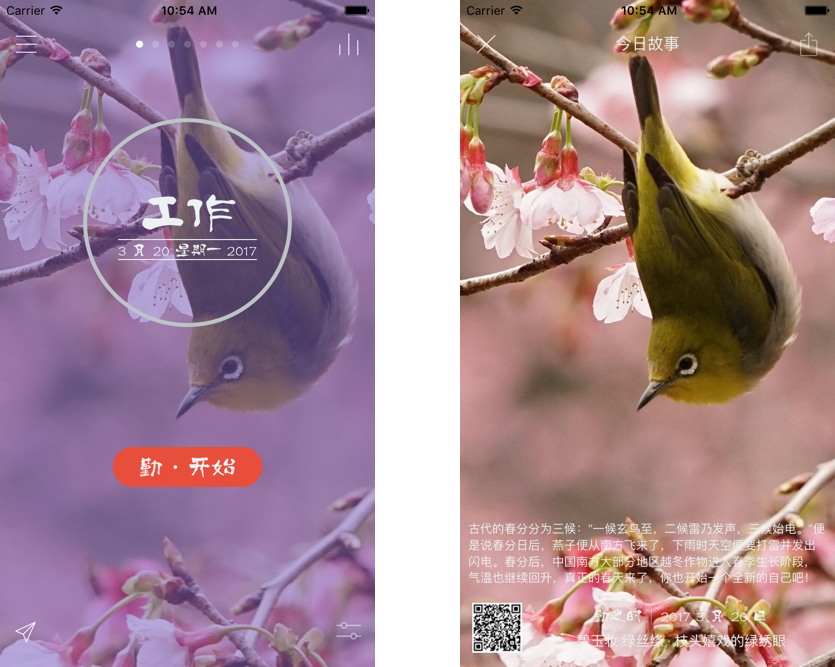 Carrier 10:54 AM
工作
3 月 20 星期一 2017
勤 · 开始
Carrier 10:54 AM
今日故事
古代的春分分为三候：“一候玄鸟至，二候雷乃发声，三候始电。”便
是说春分日后，燕子便从南方飞来了，下雨时天空便要打雷并发出
闪电。春分后，中国南方大部分地区越冬作物进入春季生长阶段，
气温也继续回升，真正的春天来了，你也开始一个全新的自己吧！
2017 3 月 20
碧玉妆 绿丝绦，枝头嬉戏的绿绣眼